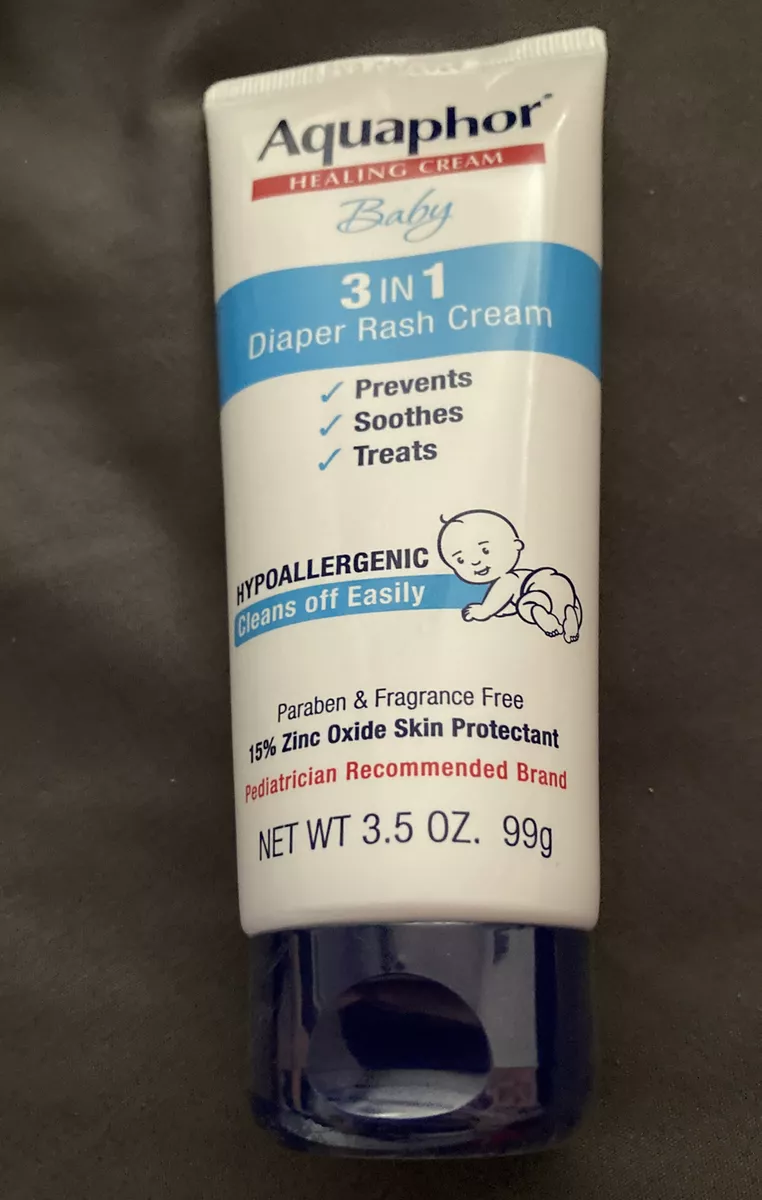 Aquaphor™
HEALING CREAM
Baby
3 IN 1
Diaper Rash Cream
✓ Prevents
✓ Soothes
✓ Treats
HYPOALLERGENIC
Cleans off Easily
Paraben & Fragrance Free
15% Zinc Oxide Skin Protectant
Pediatrician Recommended Brand
NET WT 3.5 OZ. 99g